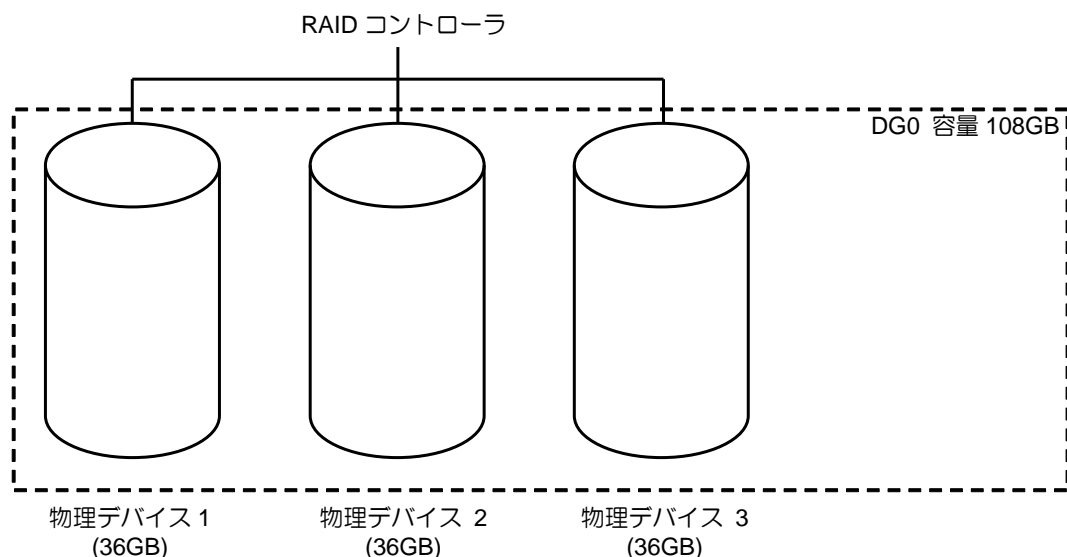 RAID コントローラ
DG0 容量 108GB
物理デバイス 1
(36GB)
物理デバイス 2
(36GB)
物理デバイス 3
(36GB)